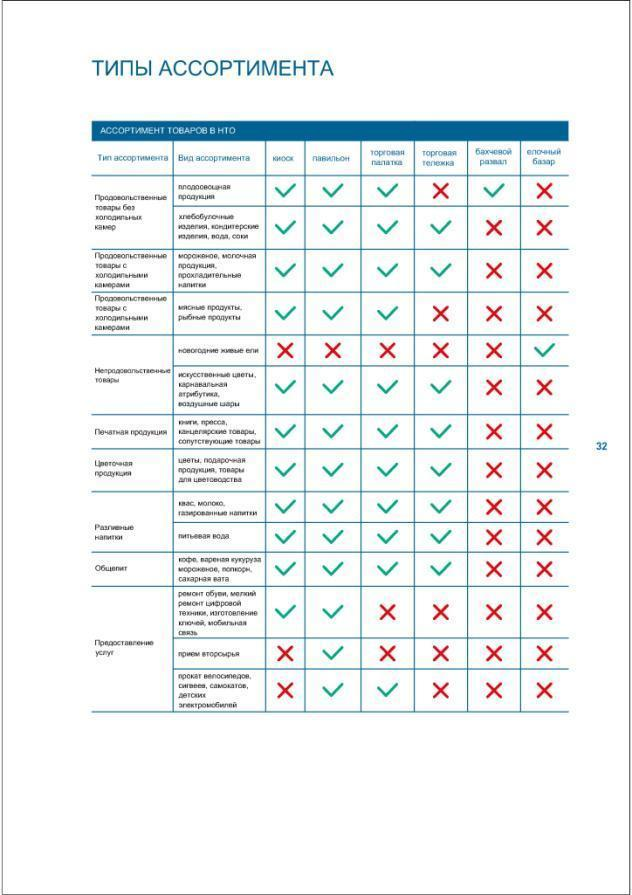 ТИПЫ АССОРТИМЕНТА
АССОРТИМЕНТ ТОВАРОВ В НТО
Тип ассортимента
Вид ассортимента
киоск
павильон
торговая
палатка
торговая
тележка
бахчевой
развал
елочный
базар
Продовольственные
товары без
холодильных
камер
плодоовощная
продукция
хлебобулочные
изделия, кондитерские
изделия, вода, соки
Продовольственные
товары с
холодильными
камерами
мороженое, молочная
продукция,
прохладительные
напитки
Продовольственные
товары с
холодильными
камерами
мясные продукты,
рыбные продукты
Непродовольственные
товары
новогодние живые ели
искусственные цветы,
карнавальная
атрибутика,
воздушные шары
Печатная продукция
книги, пресса,
канцелярские товары,
сопутствующие товары
Цветочная
продукция
цветы, подарочная
продукция, товары
для цветоводства
Разливные
напитки
квас, молоко,
газированные напитки
питьевая вода
Общепит
кофе, вареная кукуруза
мороженое, попкорн,
сахарная вата
Предоставление
услуг
ремонт обуви, мелкий
ремонт цифровой
техники, изготовление
ключей, мобильная
связь
прием вторсырья
прокат велосипедов,
сигвеев, самокатов,
детских
электромобилей
32